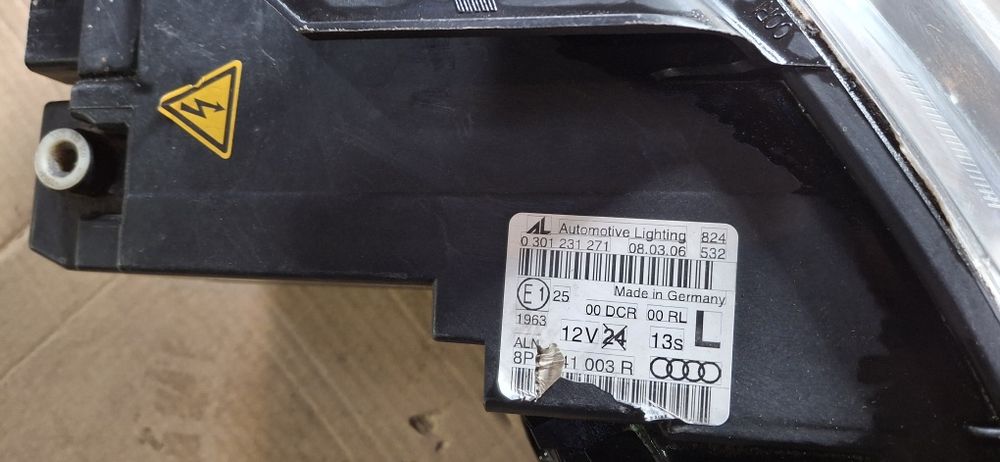 AL Automotive Lighting 824
0 301 231 271 08.03.06 532
Made in Germany
E1 25 00 DCR 00 RL L
1963 12V 24 13s
ALN
8P 41 003 R